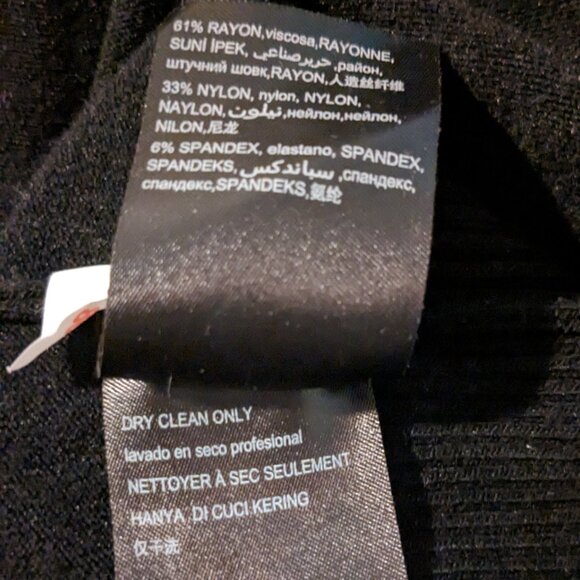 61% RAYON,viscosa,RAYONNE,
SUNİ İPEK, حرير صناعي ,район,
штучний шовк,RAYON,人造丝纤维
33% NYLON, nylon, NYLON,
NAYLON,نيلون,нейлон,нейлон,
NILON,尼龙
6% SPANDEX, elastano, SPANDEX,
SPANDEKS,سباندكس ,спандекс,
спандекс,SPANDEKS,氨纶
DRY CLEAN ONLY
lavado en seco profesional
NETTOYER À SEC SEULEMENT
HANYA DI CUCI KERING
仅干洗